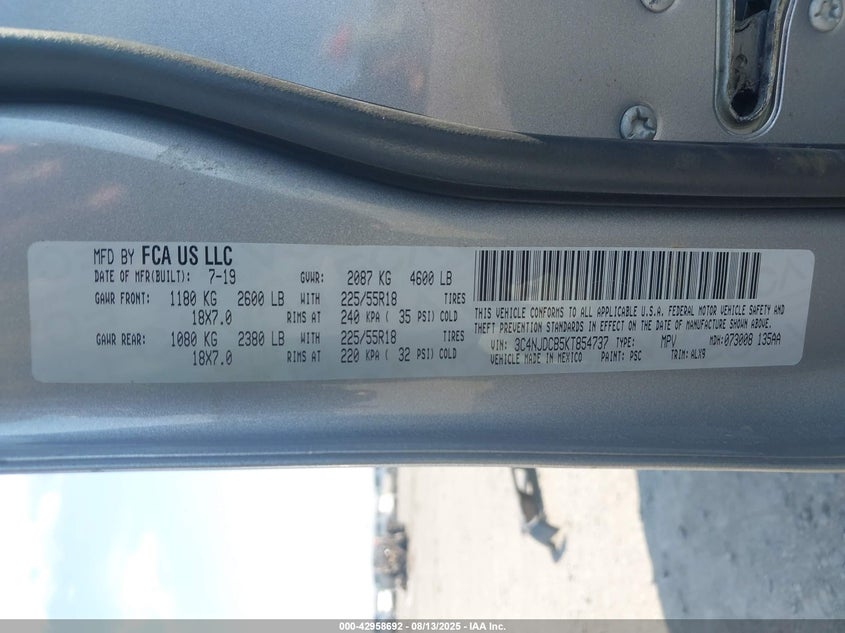 MFD BY FCA US LLC
DATE OF MFR(BUILT): 7-19 GVWR: 2087 KG 4600 LB
GAWR FRONT: 1180 KG 2600 LB WITH 225/55R18 TIRES
18X7.0 RIMS AT 240 KPA ( 35 PSI) COLD
GAWR REAR: 1080 KG 2380 LB WITH 225/55R18 TIRES
18X7.0 RIMS AT 220 KPA ( 32 PSI) COLD
THIS VEHICLE CONFORMS TO ALL APPLICABLE U.S.A. FEDERAL MOTOR VEHICLE SAFETY AND
THEFT PREVENTION STANDARDS IN EFFECT ON THE DATE OF MANUFACTURE SHOWN ABOVE.
VIN: 3C4NJDCB5KT854737 TYPE: MPV MDH:073008 135AA
VEHICLE MADE IN MEXICO PAINT: PSC TRIM: ALX9
000-42958692 - 08/13/2025 - IAA Inc.